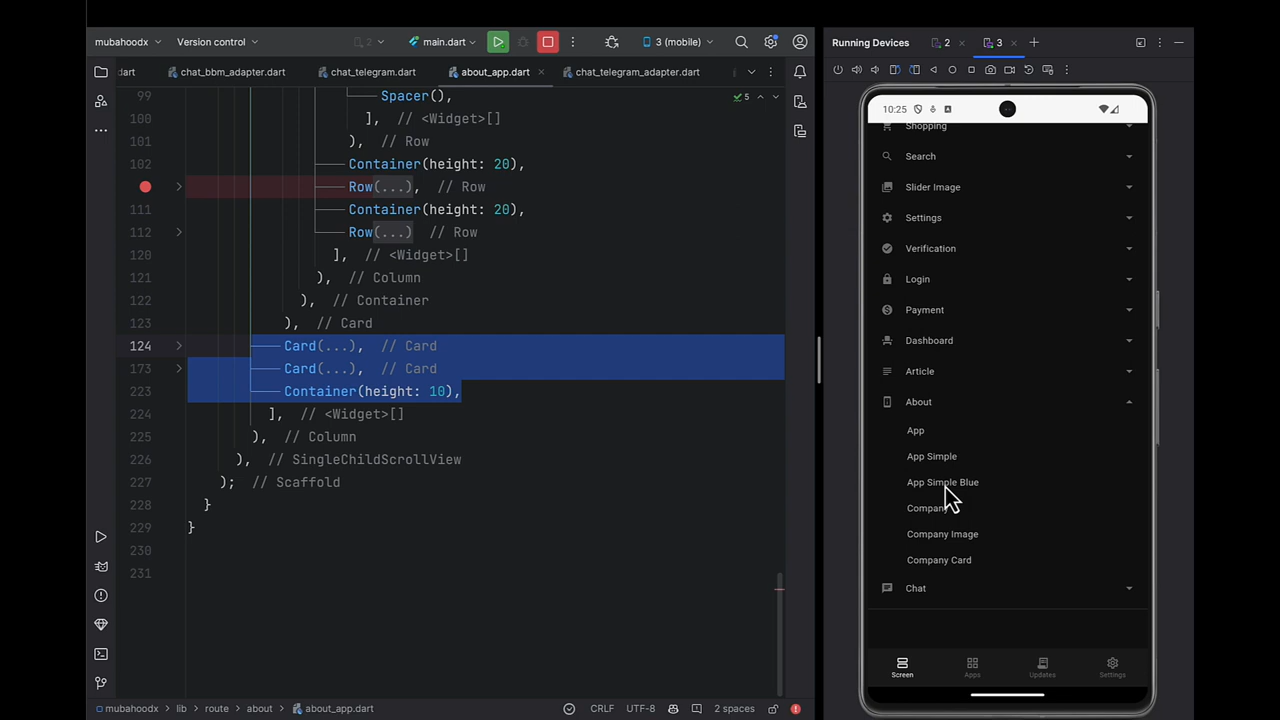 mubahoodx
Version control
2
main.dart
3 (mobile)
Running Devices
2
3
dart
chat_bbm_adapter.dart
chat_telegram.dart
about_app.dart
chat_telegram_adapter.dart
5
99 Spacer(),
100 ], // <Widget>[]
101 ), // Row
102 Container(height: 20),
Row(...), // Row
111 Container(height: 20),
112 Row(...) // Row
120 ], // <Widget>[]
121 ), // Column
122 ), // Container
123 ), // Card
124 Card(...), // Card
173 Card(...), // Card
223 Container(height: 10),
224 ], // <Widget>[]
225 ), // Column
226 ), // SingleChildScrollView
227 ); // Scaffold
228 }
229 }
230
231
mubahoodx > lib > route > about > about_app.dart
CRLF
UTF-8
2 spaces
10:25
Shopping
Search
Slider Image
Settings
Verification
Login
Payment
Dashboard
Article
About
App
App Simple
App Simple Blue
Company
Company Image
Company Card
Chat
Screen
Apps
Updates
Settings